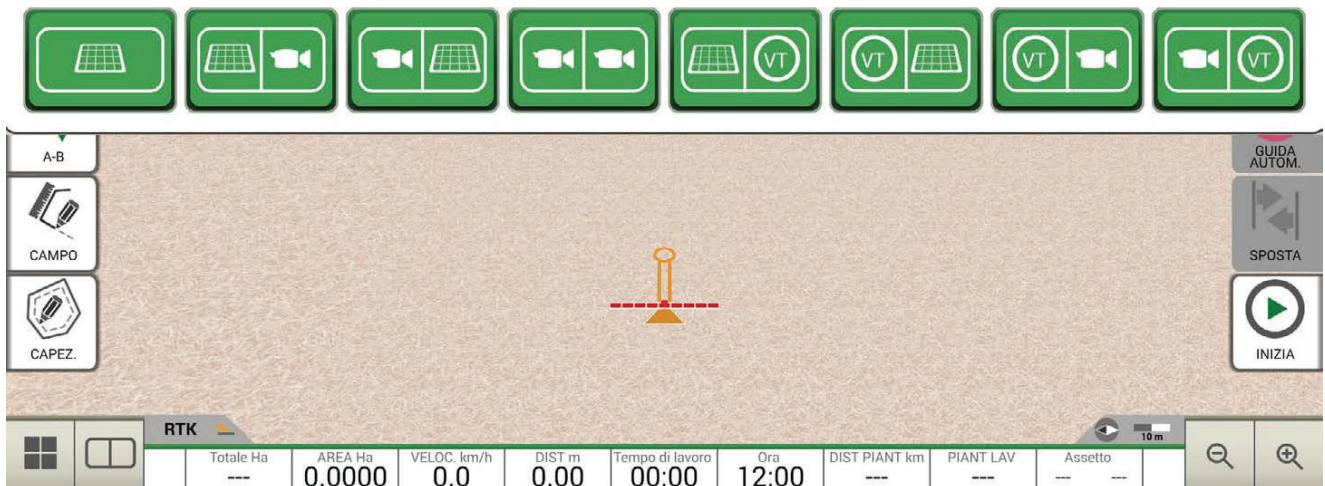 VT
VT
VT
VT
A-B
CAMPO
CAPEZ.
GUIDA
AUTOM.
SPOSTA
INIZIA
RTK
10 m
Totale Ha
---
AREA Ha
0.0000
VELOC. km/h
0.0
DIST m
0.00
Tempo di lavoro
00:00
Ora
12:00
DIST PIANT km
---
PIANT LAV
---
Assetto
--- ---